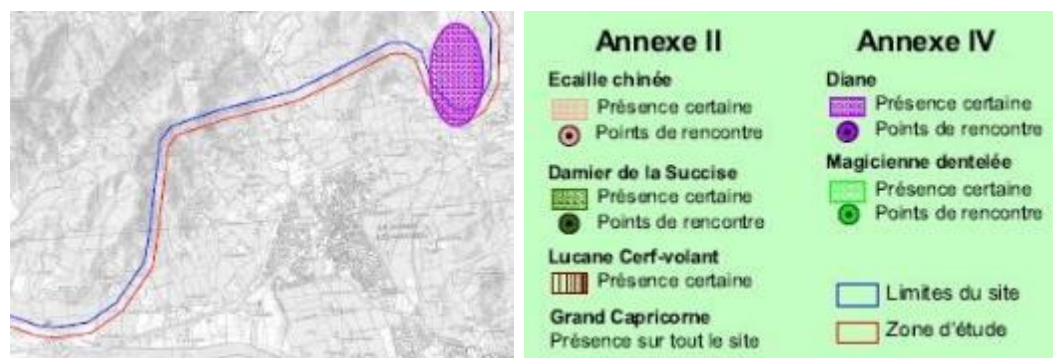 Annexe II
Ecaille chinée
Présence certaine
Points de rencontre
Damier de la Succise
Présence certaine
Points de rencontre
Lucane Cerf-volant
Présence certaine
Grand Capricorne
Présence sur tout le site
Annexe IV
Diane
Présence certaine
Points de rencontre
Magicienne dentelée
Présence certaine
Points de rencontre
Limites du site
Zone d'étude